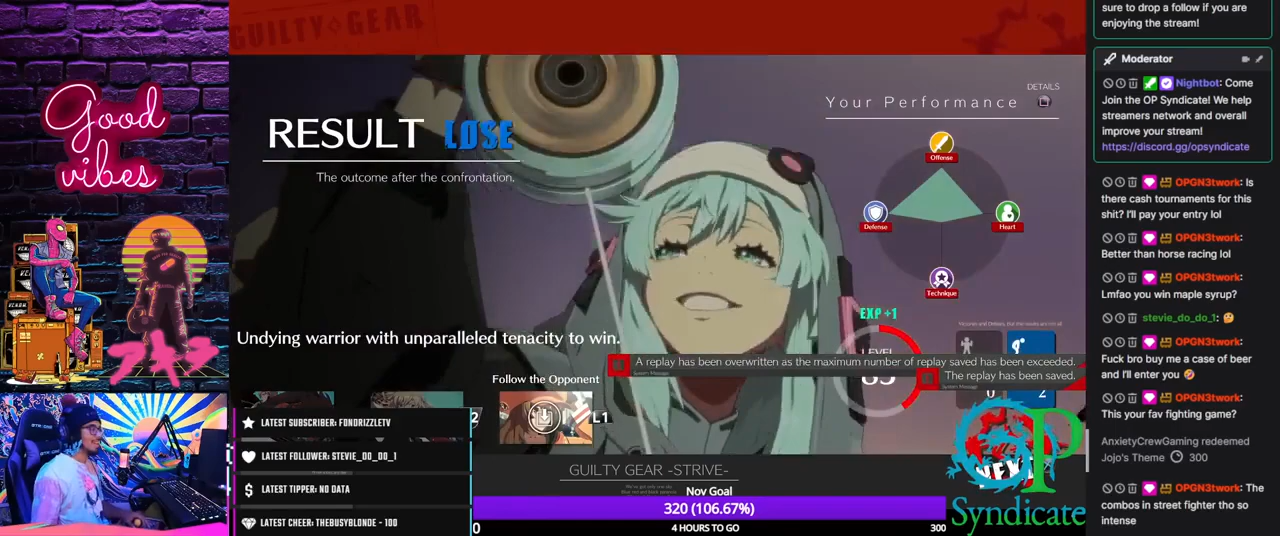 GUILTY GEAR
Good
vibes
RESULT LOSE
The outcome after the confrontation.
DETAILS
Your Performance
Offense
Defense
Heart
Technique
EXP +1
LEVEL
Undying warrior with unparalleled tenacity to win.
A replay has been overwritten as the maximum number of replay saved has been exceeded.
System Message
The replay has been saved.
System Message
0
2
Follow the Opponent
L1
2
LATEST SUBSCRIBER: FONDRIZZLETV
LATEST FOLLOWER: STEVIE_DO_DO_1
LATEST TIPPER: NO DATA
LATEST CHEER: THEBUSYBLONDE - 100
GUILTY GEAR -STRIVE-
Nov Goal
320 (106.67%)
0
4 HOURS TO GO
300
OP
Syndicate
sure to drop a follow if you are
enjoying the stream!
Moderator
Nightbot: Come
Join the OP Syndicate! We help
streamers network and overall
improve your stream!
https://discord.gg/opsyndicate
OPGN3twork: Is
there cash tournaments for this
shit? I'll pay your entry lol
OPGN3twork:
Better than horse racing lol
OPGN3twork:
Lmfao you win maple syrup?
stevie_do_do_1: 🤔
OPGN3twork:
Fuck bro buy me a case of beer
and I'll enter you 🤣
OPGN3twork:
This your fav fighting game?
AnxietyCrewGaming redeemed
Jojo's Theme 300
OPGN3twork: The
combos in street fighter tho so
intense